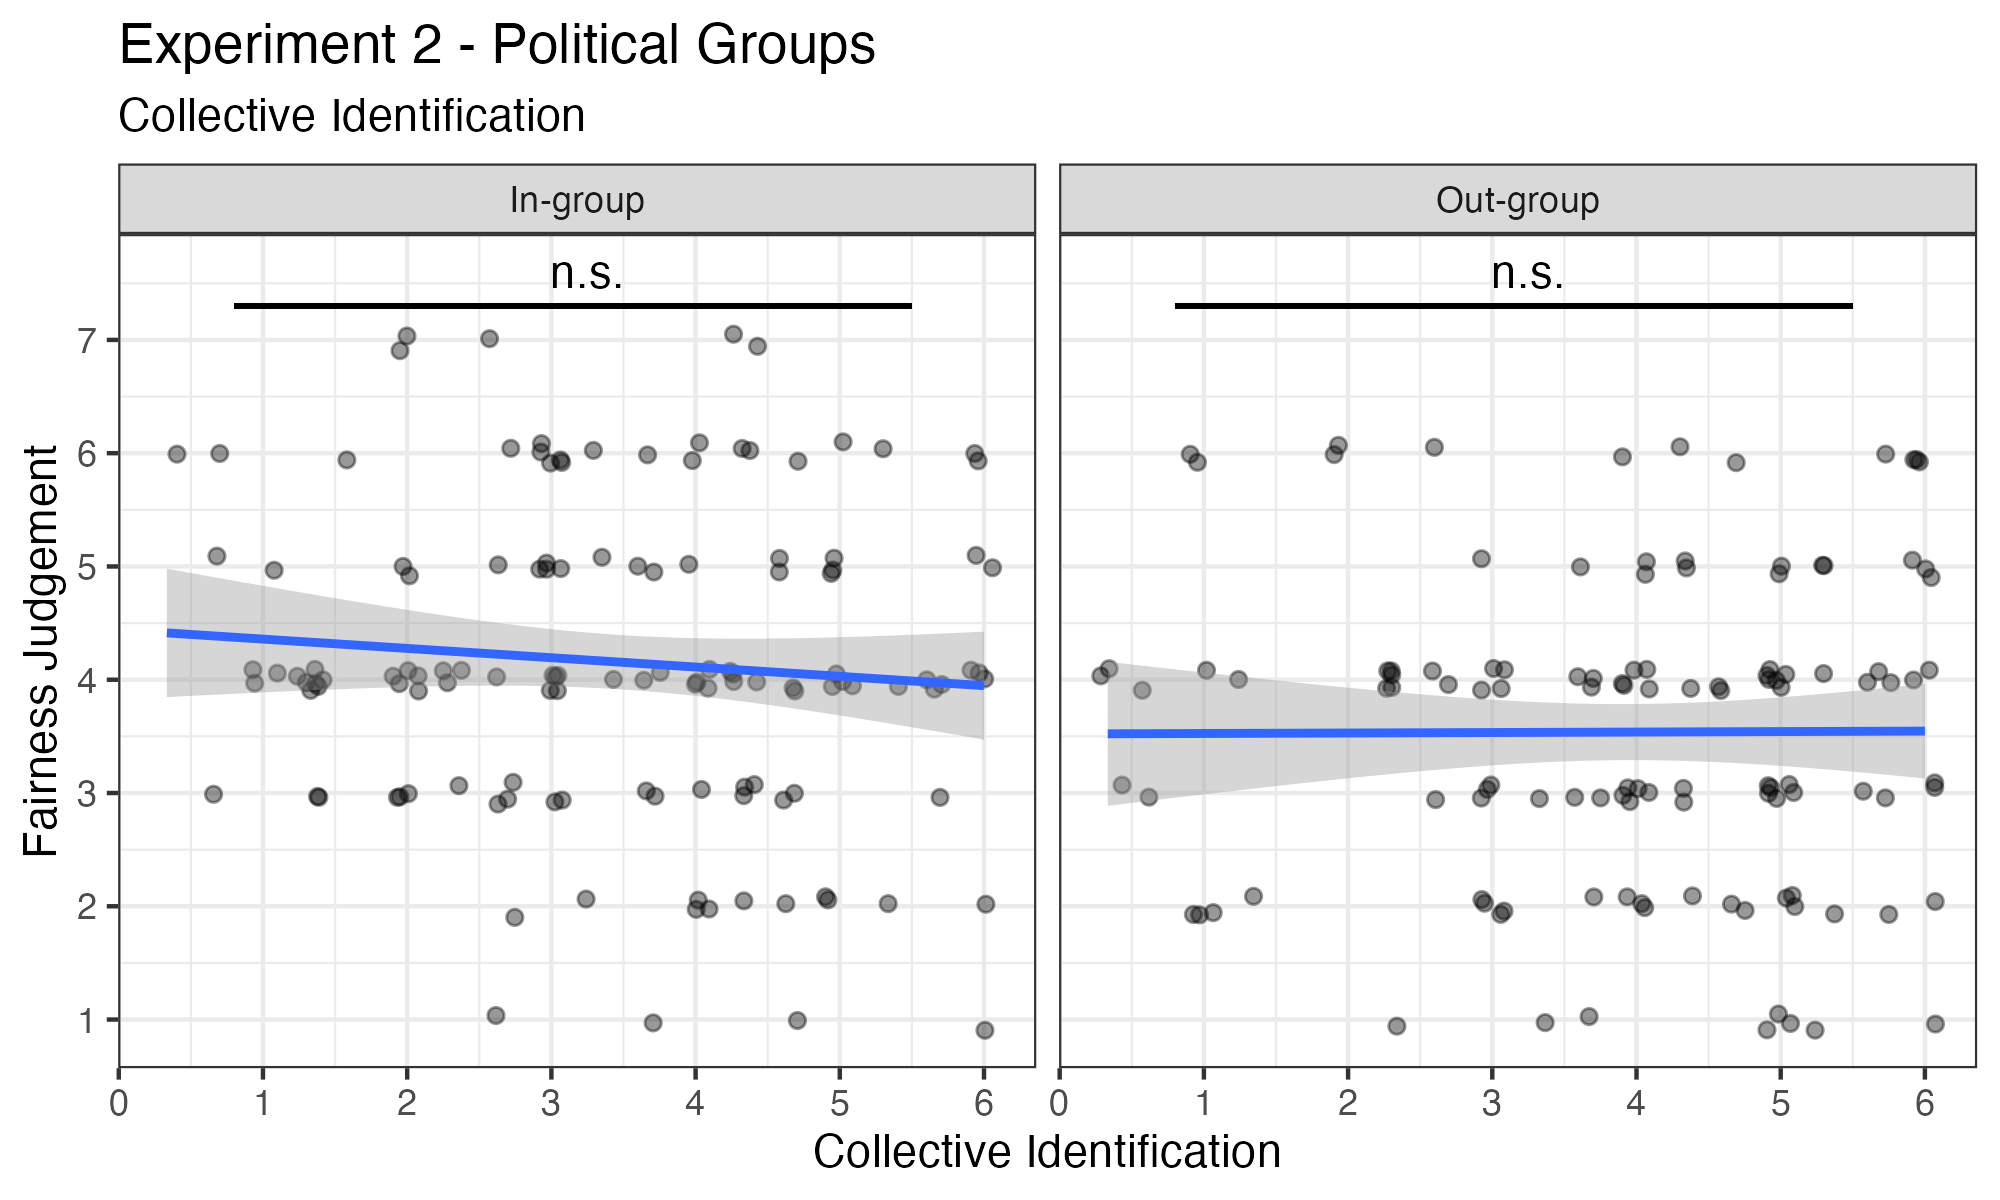 Experiment 2 - Political Groups
Collective Identification
In-group
Out-group
n.s.
n.s.
Fairness Judgement
7
6
5
4
3
2
1
0 1 2 3 4 5 6
0 1 2 3 4 5 6
Collective Identification